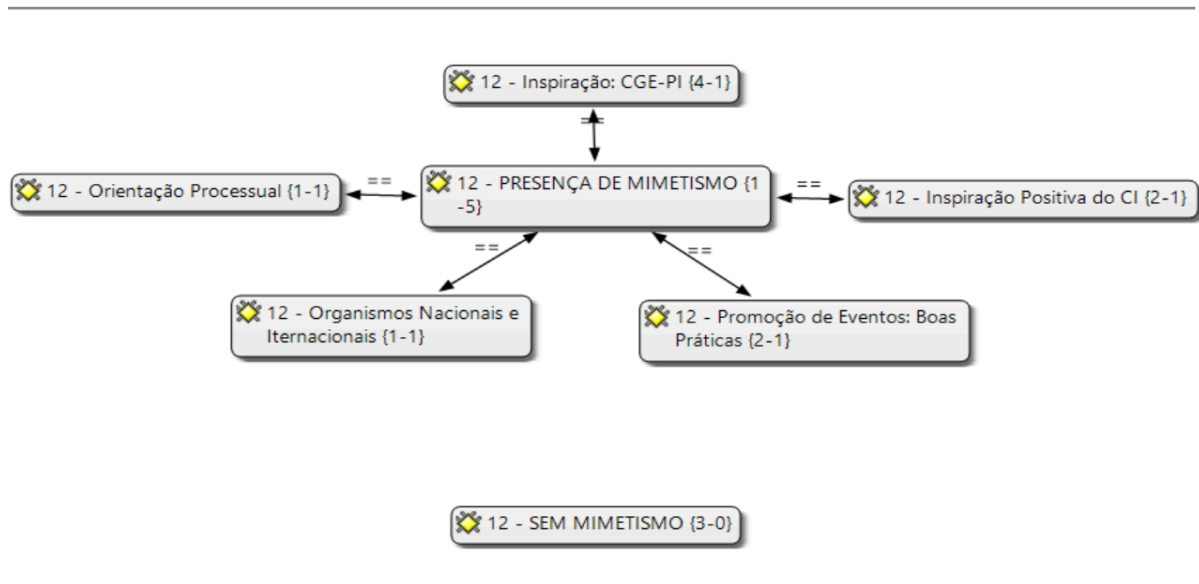 12 - Inspiração: CGE-PI {4-1}
==
12 - Orientação Processual {1-1}
==
12 - PRESENÇA DE MIMETISMO {1
-5}
==
12 - Inspiração Positiva do CI {2-1}
==
==
12 - Organismos Nacionais e
Iternacionais {1-1}
12 - Promoção de Eventos: Boas
Práticas {2-1}
12 - SEM MIMETISMO {3-0}